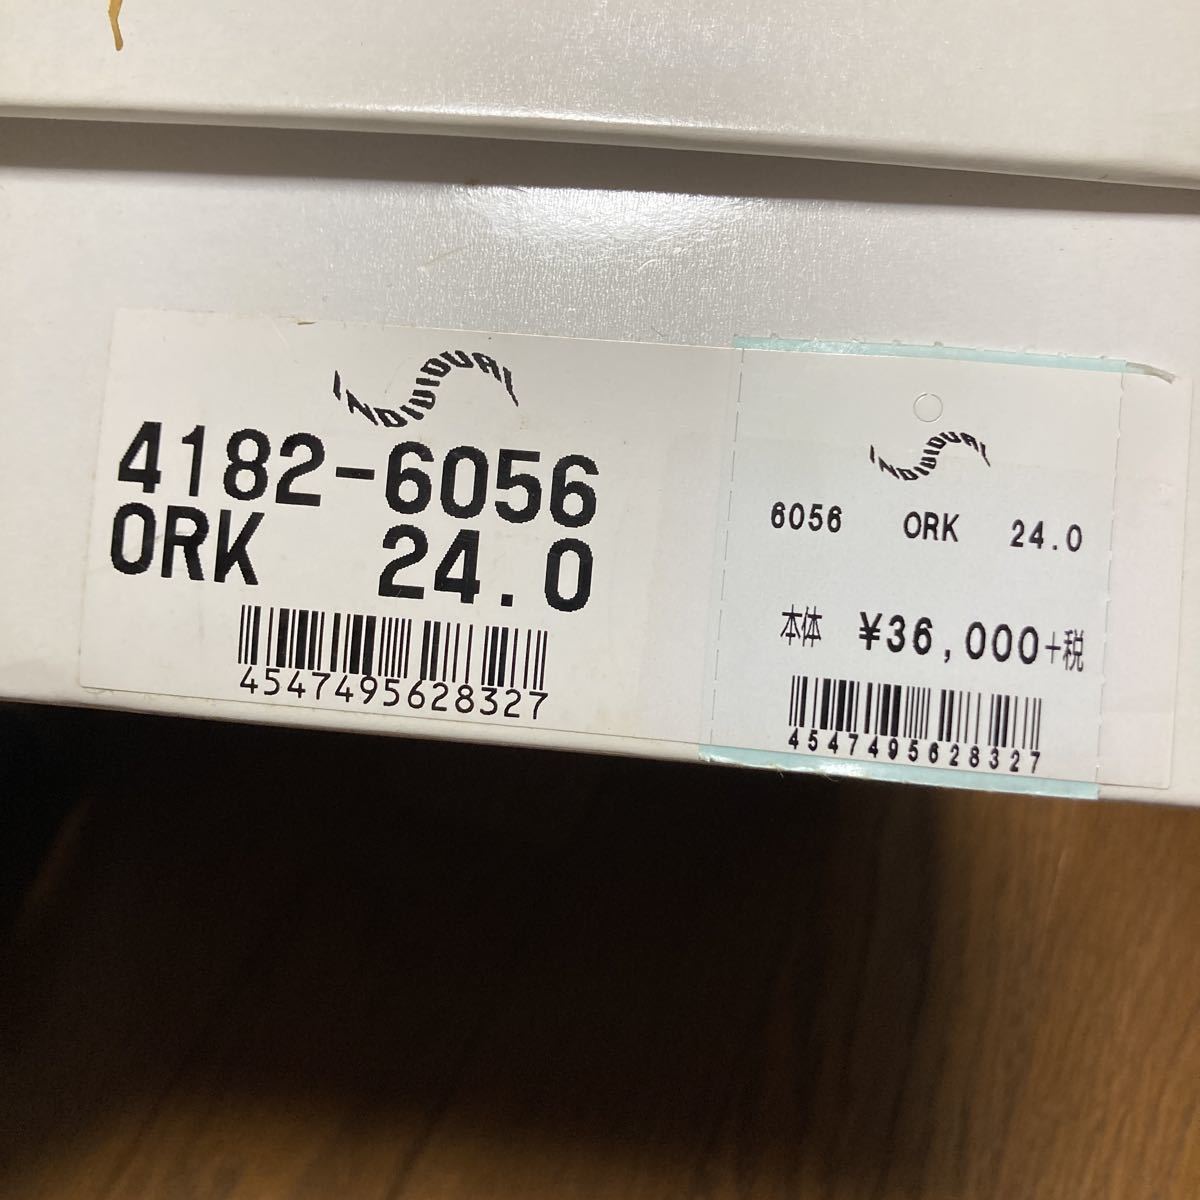 INDIVIDUAL
4182-6056
ORK 24.0
4547495628327
INDIVIDUAL
6056 ORK 24.0
本体 ¥36,000+税
4547495628327